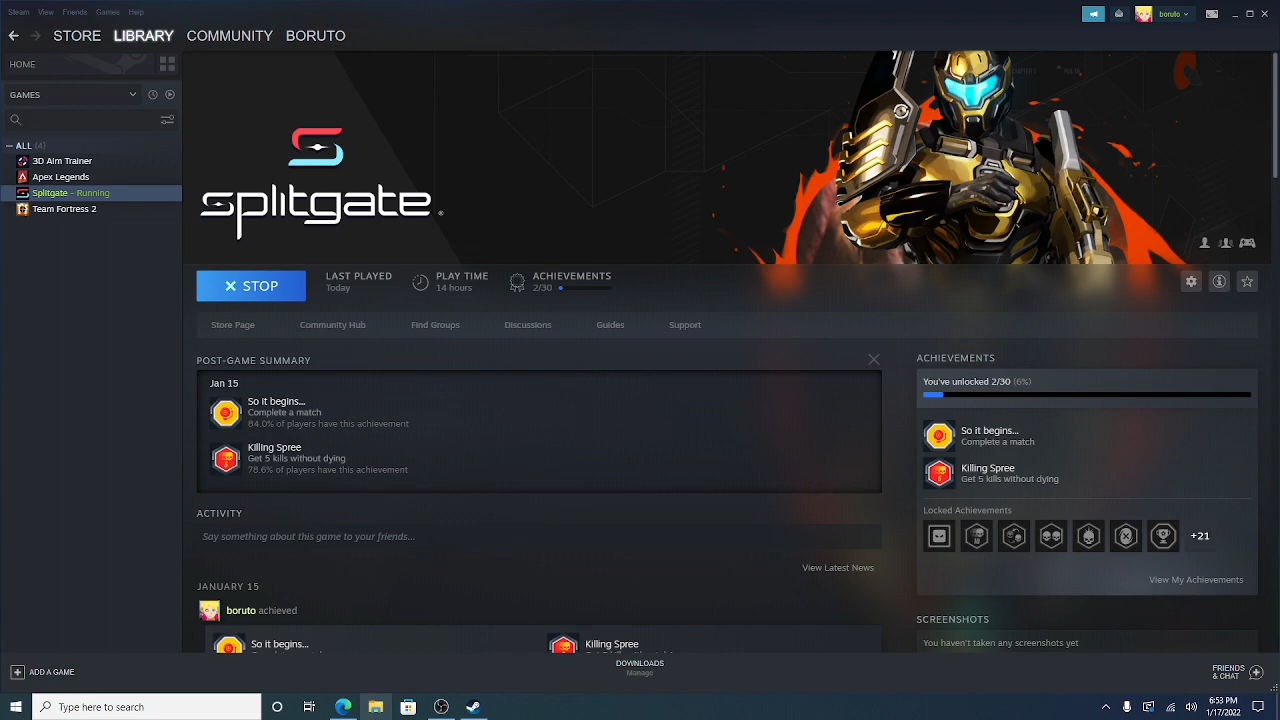 Steam View Friends Games Help
boruto
STORE LIBRARY COMMUNITY BORUTO
HOME
GAMES
ALL (4)
3D Aim Trainer
Apex Legends
Splitgate - Running
Team Fortress 2
splitgate
STOP
LAST PLAYED
Today
PLAY TIME
14 hours
ACHIEVEMENTS
2/30
Store Page Community Hub Find Groups Discussions Guides Support
POST-GAME SUMMARY
Jan 15
So it begins...
Complete a match
84.0% of players have this achievement
Killing Spree
Get 5 kills without dying
78.6% of players have this achievement
ACTIVITY
Say something about this game to your friends...
View Latest News
JANUARY 15
boruto achieved
So it begins...
Killing Spree
ACHIEVEMENTS
You've unlocked 2/30 (6%)
So it begins...
Complete a match
Killing Spree
Get 5 kills without dying
Locked Achievements
+21
View My Achievements
SCREENSHOTS
You haven't taken any screenshots yet
ADD A GAME
DOWNLOADS
Manage
FRIENDS
& CHAT
Type here to search
6:53 PM
1/17/2022